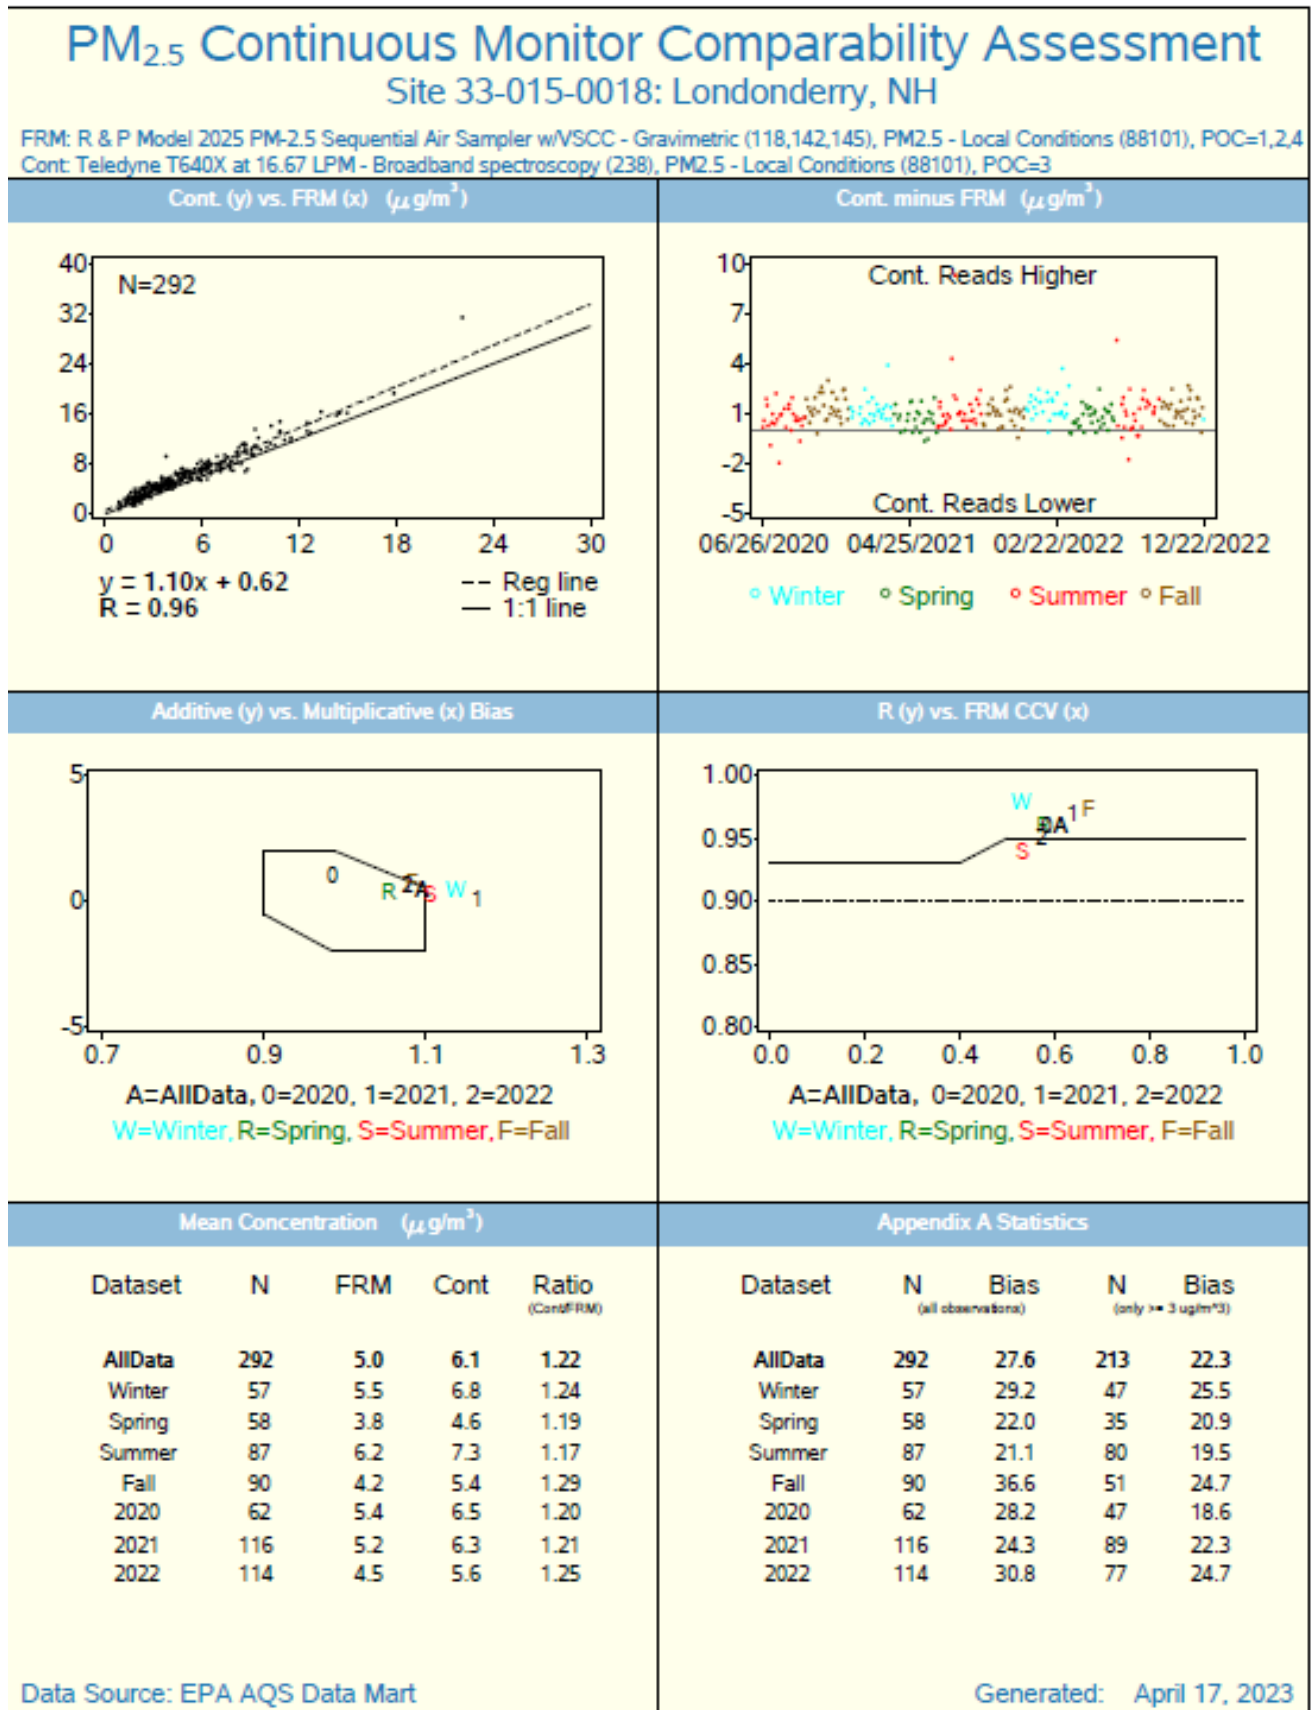 PM2.5 Continuous Monitor Comparability Assessment
Site 33-015-0018: Londonderry, NH
FRM: R & P Model 2025 PM-2.5 Sequential Air Sampler w/VSCC - Gravimetric (118,142,145), PM2.5 - Local Conditions (88101), POC=1,2,4
Cont: Teledyne T640X at 16.67 LPM - Broadband spectroscopy (238), PM2.5 - Local Conditions (88101), POC=3
Cont. (y) vs. FRM (x) (μg/m³)
40
32
24
16
8
0
N=292
0 6 12 18 24 30
y = 1.10x + 0.62
R = 0.96
Reg line
1:1 line
Cont. minus FRM (μg/m³)
10
7
4
1
-2
-5
Cont. Reads Higher
Cont. Reads Lower
06/26/2020 04/25/2021 02/22/2022 12/22/2022
Winter Spring Summer Fall
Additive (y) vs. Multiplicative (x) Bias
5
0
-5
0 R 2 F A S W 1
0.7 0.9 1.1 1.3
A=AllData, 0=2020, 1=2021, 2=2022
W=Winter, R=Spring, S=Summer, F=Fall
R (y) vs. FRM CCV (x)
1.00
0.95
0.90
0.85
0.80
W S R 2 0 A 1 F
0.0 0.2 0.4 0.6 0.8 1.0
A=AllData, 0=2020, 1=2021, 2=2022
W=Winter, R=Spring, S=Summer, F=Fall
Mean Concentration (μg/m³)
Dataset N FRM Cont Ratio
(Cont/FRM)
AllData 292 5.0 6.1 1.22
Winter 57 5.5 6.8 1.24
Spring 58 3.8 4.6 1.19
Summer 87 6.2 7.3 1.17
Fall 90 4.2 5.4 1.29
2020 62 5.4 6.5 1.20
2021 116 5.2 6.3 1.21
2022 114 4.5 5.6 1.25
Appendix A Statistics
Dataset N Bias N Bias
(all observations) (only >= 3 ug/m^3)
AllData 292 27.6 213 22.3
Winter 57 29.2 47 25.5
Spring 58 22.0 35 20.9
Summer 87 21.1 80 19.5
Fall 90 36.6 51 24.7
2020 62 28.2 47 18.6
2021 116 24.3 89 22.3
2022 114 30.8 77 24.7
Data Source: EPA AQS Data Mart
Generated: April 17, 2023